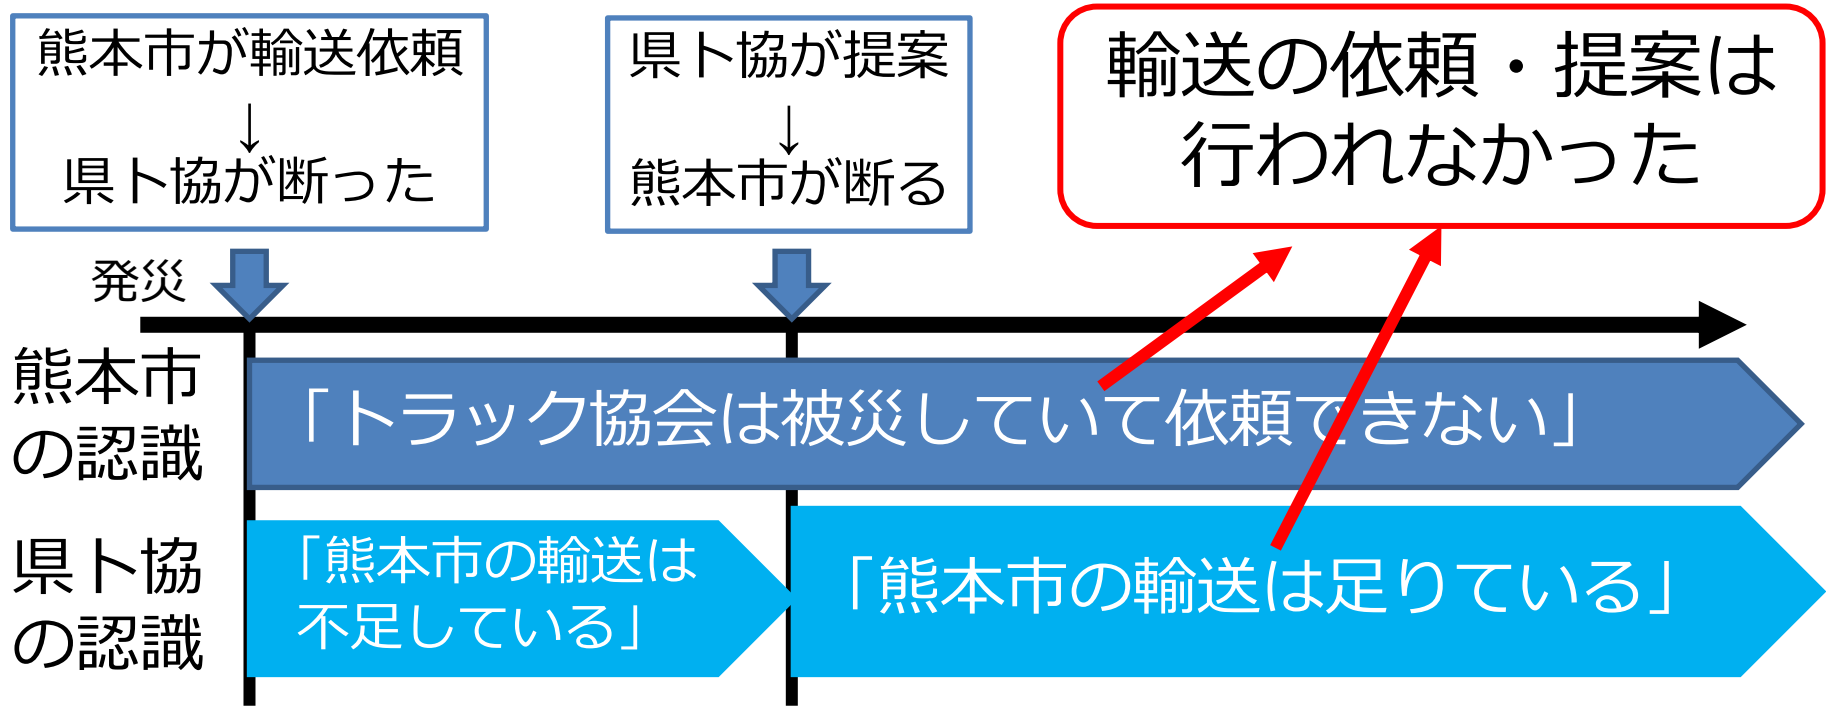 熊本市が輸送依頼
↓
県ト協が断った
県ト協が提案
↓
熊本市が断る
輸送の依頼・提案は
行われなかった
発災
熊本市
の認識
「トラック協会は被災していて依頼できない」
県ト協
の認識
「熊本市の輸送は
不足している」
「熊本市の輸送は足りている」